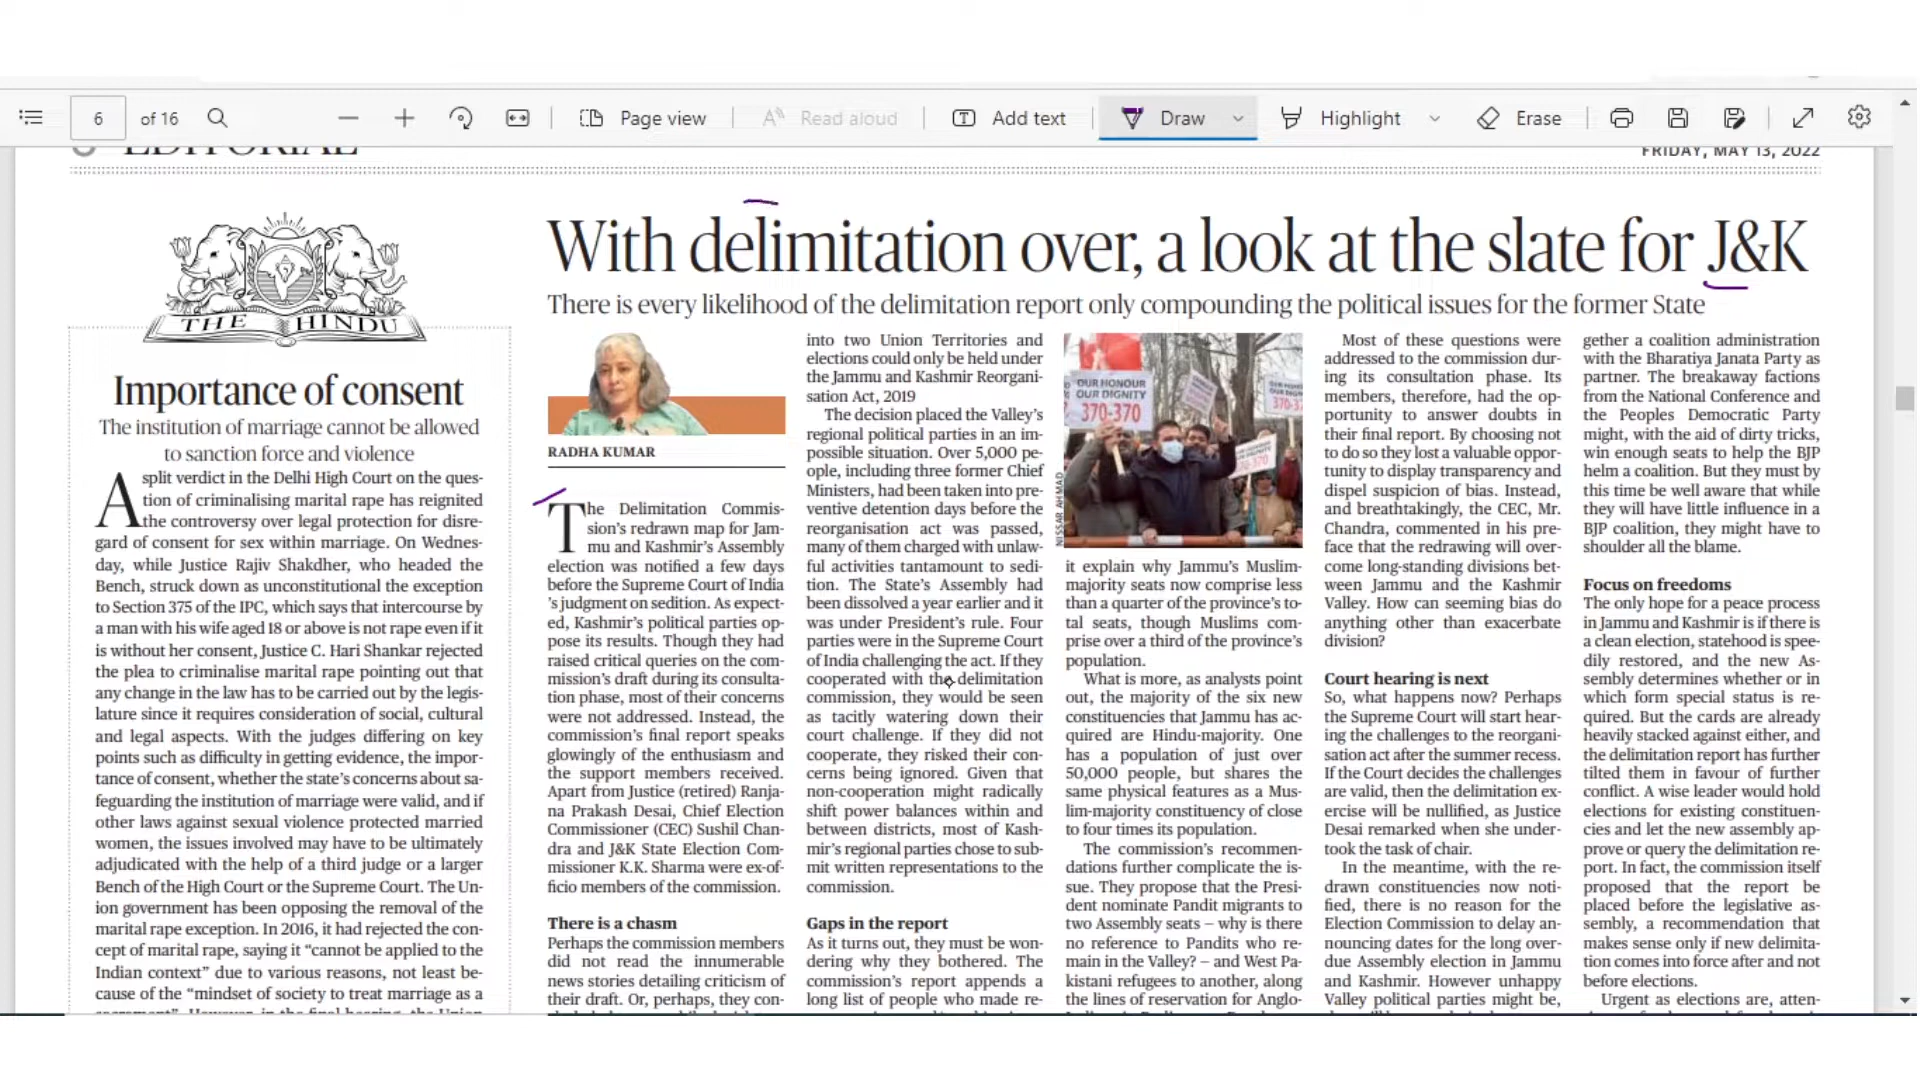 6
of 16
Page view
Read aloud
Add text
Draw
Highlight
Erase
EDITORIAL
FRIDAY, MAY 13, 2022
THE HINDU
Importance of consent
The institution of marriage cannot be allowed
to sanction force and violence
A split verdict in the Delhi High Court on the ques-
tion of criminalising marital rape has reignited
the controversy over legal protection for disre-
gard of consent for sex within marriage. On Wednes-
day, while Justice Rajiv Shakdher, who headed the
Bench, struck down as unconstitutional the exception
to Section 375 of the IPC, which says that intercourse by
a man with his wife aged 18 or above is not rape even if it
is without her consent, Justice C. Hari Shankar rejected
the plea to criminalise marital rape pointing out that
any change in the law has to be carried out by the legis-
lature since it requires consideration of social, cultural
and legal aspects. With the judges differing on key
points such as difficulty in getting evidence, the impor-
tance of consent, whether the state's concerns about sa-
feguarding the institution of marriage were valid, and if
other laws against sexual violence protected married
women, the issues involved may have to be ultimately
adjudicated with the help of a third judge or a larger
Bench of the High Court or the Supreme Court. The Un-
ion government has been opposing the removal of the
marital rape exception. In 2016, it had rejected the con-
cept of marital rape, saying it "cannot be applied to the
Indian context" due to various reasons, not least be-
cause of the "mindset of society to treat marriage as a
With delimitation over, a look at the slate for J&K
There is every likelihood of the delimitation report only compounding the political issues for the former State
RADHA KUMAR
The Delimitation Commis-
sion's redrawn map for Jam-
mu and Kashmir's Assembly
election was notified a few days
before the Supreme Court of India
's judgment on sedition. As expect-
ed, Kashmir's political parties op-
pose its results. Though they had
raised critical queries on the com-
mission's draft during its consulta-
tion phase, most of their concerns
were not addressed. Instead, the
commission's final report speaks
glowingly of the enthusiasm and
the support members received.
Apart from Justice (retired) Ranja-
na Prakash Desai, Chief Election
Commissioner (CEC) Sushil Chan-
dra and J&K State Election Com-
missioner K.K. Sharma were ex-of-
ficio members of the commission.
There is a chasm
Perhaps the commission members
did not read the innumerable
news stories detailing criticism of
their draft. Or, perhaps, they con-
into two Union Territories and
elections could only be held under
the Jammu and Kashmir Reorgani-
sation Act, 2019
The decision placed the Valley's
regional political parties in an im-
possible situation. Over 5,000 pe-
ople, including three former Chief
Ministers, had been taken into pre-
ventive detention days before the
reorganisation act was passed,
many of them charged with unlaw-
ful activities tantamount to sedi-
tion. The State's Assembly had
been dissolved a year earlier and it
was under President's rule. Four
parties were in the Supreme Court
of India challenging the act. If they
cooperated with the delimitation
commission, they would be seen
as tacitly watering down their
court challenge. If they did not
cooperate, they risked their con-
cerns being ignored. Given that
non-cooperation might radically
shift power balances within and
between districts, most of Kash-
mir's regional parties chose to sub-
mit written representations to the
commission.
Gaps in the report
As it turns out, they must be won-
dering why they bothered. The
commission's report appends a
long list of people who made re-
OUR HONOUR
OUR DIGNITY
370-370
NISSAR AHMAD
it explain why Jammu's Muslim-
majority seats now comprise less
than a quarter of the province's to-
tal seats, though Muslims com-
prise over a third of the province's
population.
What is more, as analysts point
out, the majority of the six new
constituencies that Jammu has ac-
quired are Hindu-majority. One
has a population of just over
50,000 people, but shares the
same physical features as a Mus-
lim-majority constituency of close
to four times its population.
The commission's recommen-
dations further complicate the is-
sue. They propose that the Presi-
dent nominate Pandit migrants to
two Assembly seats – why is there
no reference to Pandits who re-
main in the Valley? – and West Pa-
kistani refugees to another, along
the lines of reservation for Anglo-
Most of these questions were
addressed to the commission dur-
ing its consultation phase. Its
members, therefore, had the op-
portunity to answer doubts in
their final report. By choosing not
to do so they lost a valuable oppor-
tunity to display transparency and
dispel suspicion of bias. Instead,
and breathtakingly, the CEC, Mr.
Chandra, commented in his pre-
face that the redrawing will over-
come long-standing divisions bet-
ween Jammu and the Kashmir
Valley. How can seeming bias do
anything other than exacerbate
division?
Court hearing is next
So, what happens now? Perhaps
the Supreme Court will start hear-
ing the challenges to the reorgani-
sation act after the summer recess.
If the Court decides the challenges
are valid, then the delimitation ex-
ercise will be nullified, as Justice
Desai remarked when she under-
took the task of chair.
In the meantime, with the re-
drawn constituencies now noti-
fied, there is no reason for the
Election Commission to delay an-
nouncing dates for the long over-
due Assembly election in Jammu
and Kashmir. However unhappy
Valley political parties might be,
gether a coalition administration
with the Bharatiya Janata Party as
partner. The breakaway factions
from the National Conference and
the Peoples Democratic Party
might, with the aid of dirty tricks,
win enough seats to help the BJP
helm a coalition. But they must by
this time be well aware that while
they will have little influence in a
BJP coalition, they might have to
shoulder all the blame.
Focus on freedoms
The only hope for a peace process
in Jammu and Kashmir is if there is
a clean election, statehood is spee-
dily restored, and the new As-
sembly determines whether or in
which form special status is re-
quired. But the cards are already
heavily stacked against either, and
the delimitation report has further
tilted them in favour of further
conflict. A wise leader would hold
elections for existing constituen-
cies and let the new assembly ap-
prove or query the delimitation re-
port. In fact, the commission itself
proposed that the report be
placed before the legislative as-
sembly, a recommendation that
makes sense only if new delimita-
tion comes into force after and not
before elections.
Urgent as elections are, atten-